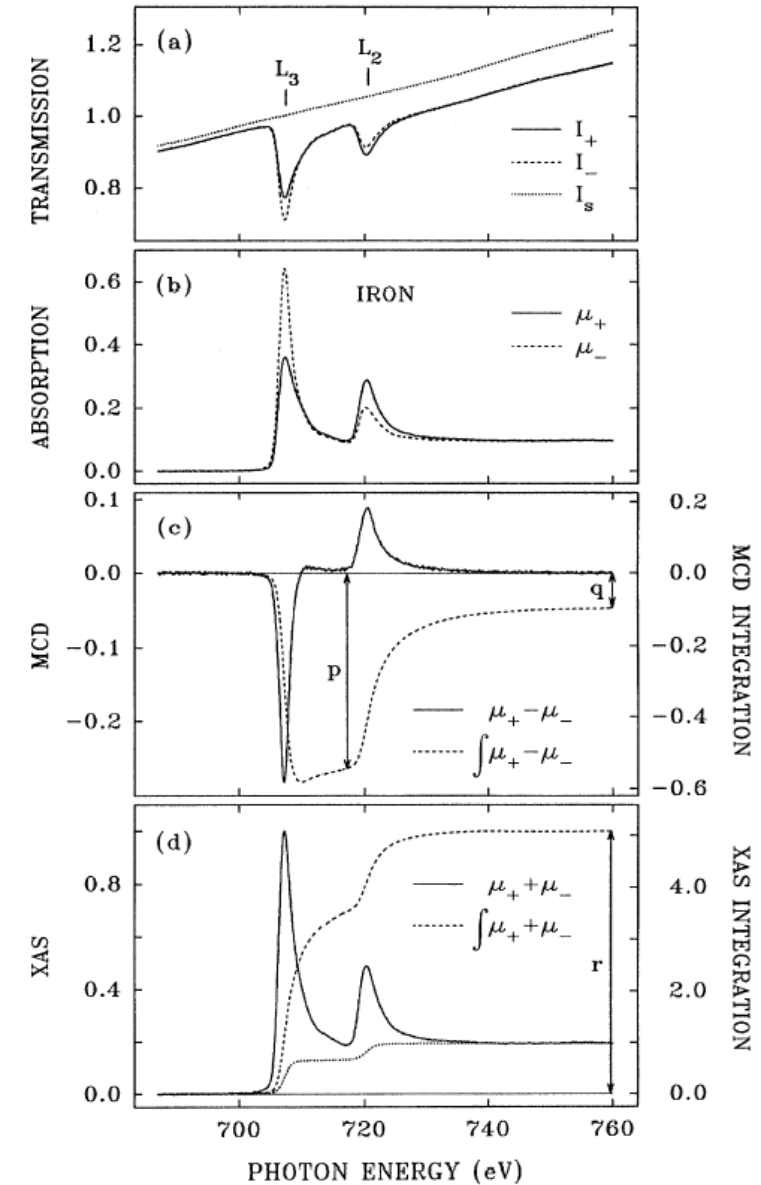 (a)
TRANSMISSION
1.2
1.0
0.8
L3
L2
I+
I−
Is
(b)
IRON
ABSORPTION
0.6
0.4
0.2
0.0
μ+
μ−
(c)
MCD
0.1
0.0
−0.1
−0.2
p
q
μ+−μ−
∫μ+−μ−
0.2
0.0
−0.2
−0.4
−0.6
MCD INTEGRATION
(d)
XAS
0.8
0.4
0.0
μ++μ−
∫μ++μ−
r
4.0
2.0
0.0
XAS INTEGRATION
700 720 740 760
PHOTON ENERGY (eV)